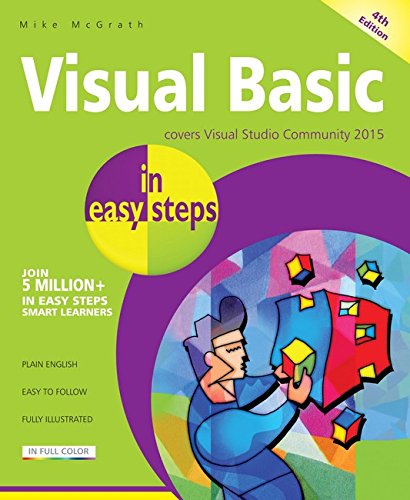 Mike McGrath
4th
Edition
Visual Basic
covers Visual Studio Community 2015
in
easy steps
JOIN
5 MILLION+
IN EASY STEPS
SMART LEARNERS
PLAIN ENGLISH
EASY TO FOLLOW
FULLY ILLUSTRATED
IN FULL COLOR